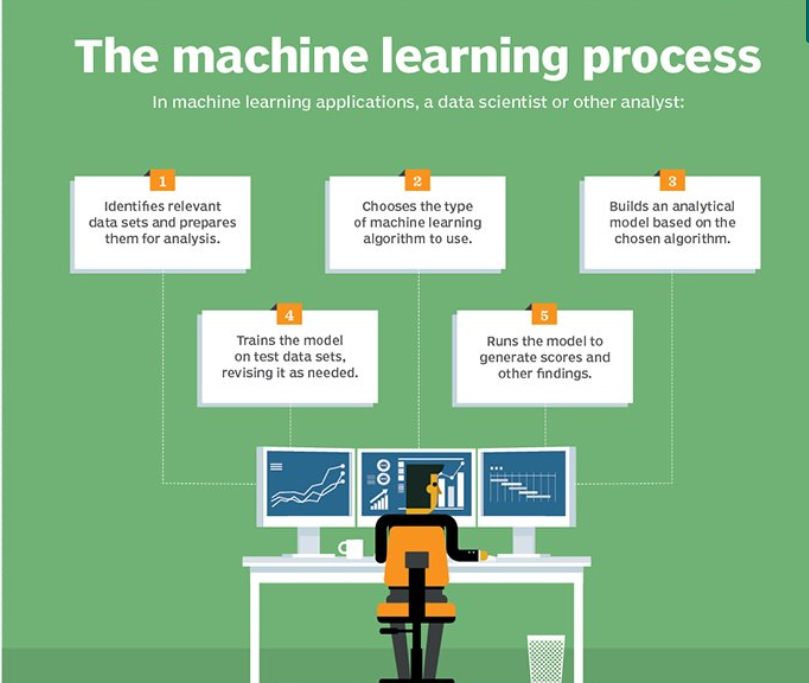 The machine learning process
In machine learning applications, a data scientist or other analyst:
1
Identifies relevant
data sets and prepares
them for analysis.
2
Chooses the type
of machine learning
algorithm to use.
3
Builds an analytical
model based on the
chosen algorithm.
4
Trains the model
on test data sets,
revising it as needed.
5
Runs the model to
generate scores and
other findings.